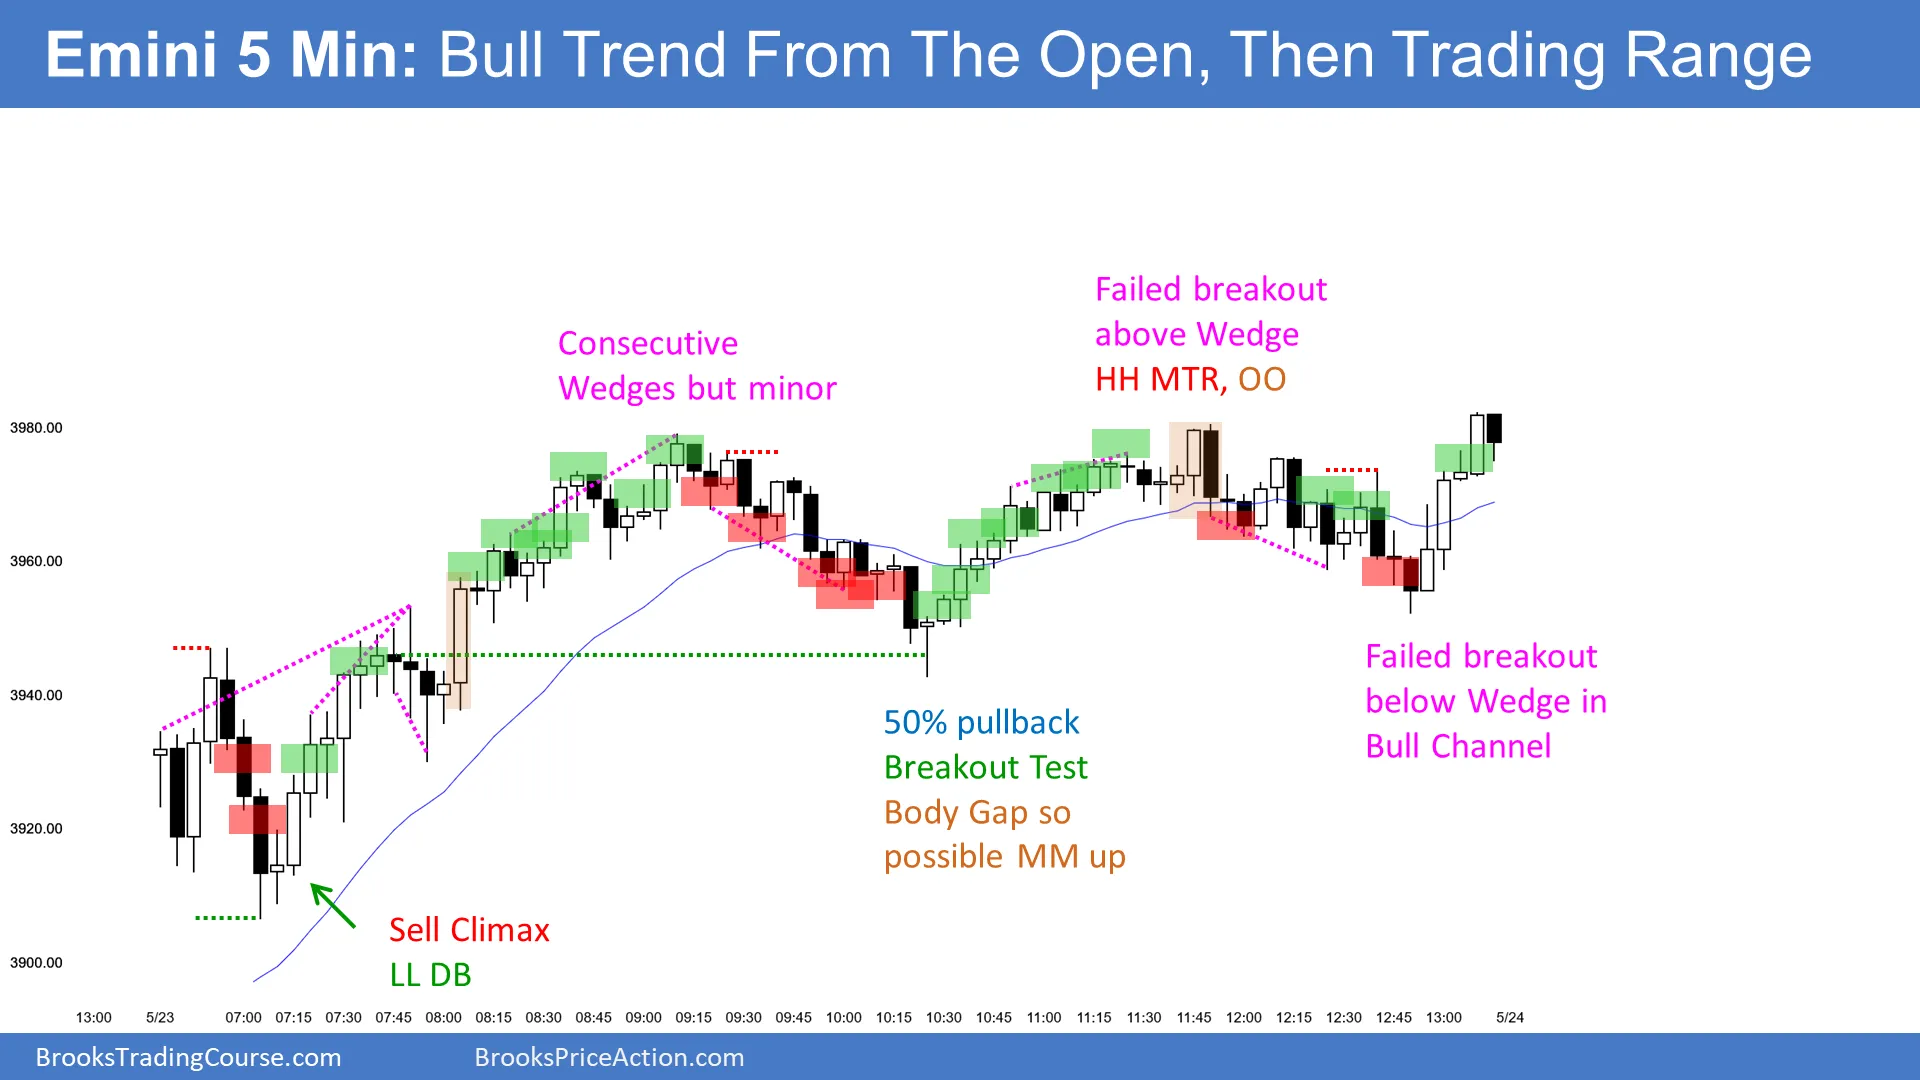 Emini 5 Min: Bull Trend From The Open, Then Trading Range
Failed breakout
above Wedge
HH MTR, OO
Consecutive
Wedges but minor
3980.00
3960.00
3940.00
3920.00
3900.00
Failed breakout
below Wedge in
Bull Channel
50% pullback
Breakout Test
Body Gap so
possible MM up
Sell Climax
LL DB
13:00 5/23 07:00 07:15 07:30 07:45 08:00 08:15 08:30 08:45 09:00 09:15 09:30 09:45 10:00 10:15 10:30 10:45 11:00 11:15 11:30 11:45 12:00 12:15 12:30 12:45 13:00 5/24
BrooksTradingCourse.com BrooksPriceAction.com